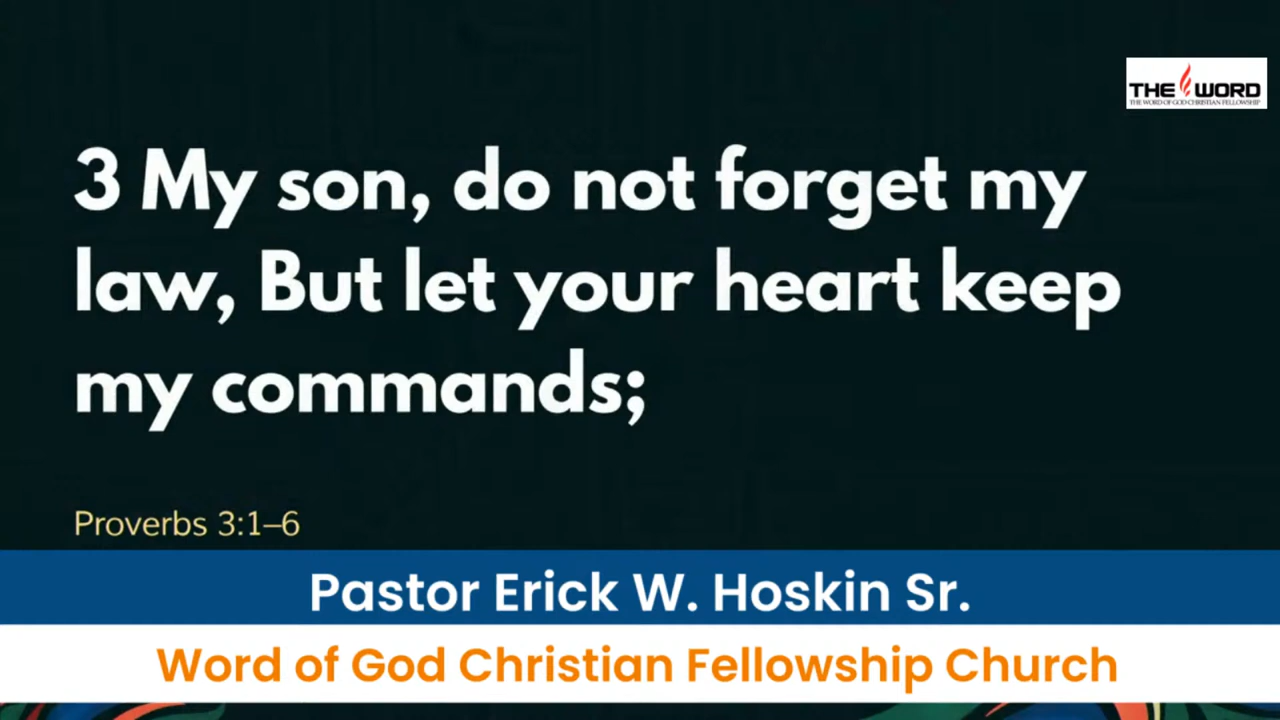 THE WORD
THE WORD OF GOD CHRISTIAN FELLOWSHIP
3 My son, do not forget my
law, But let your heart keep
my commands;
Proverbs 3:1–6
Pastor Erick W. Hoskin Sr.
Word of God Christian Fellowship Church